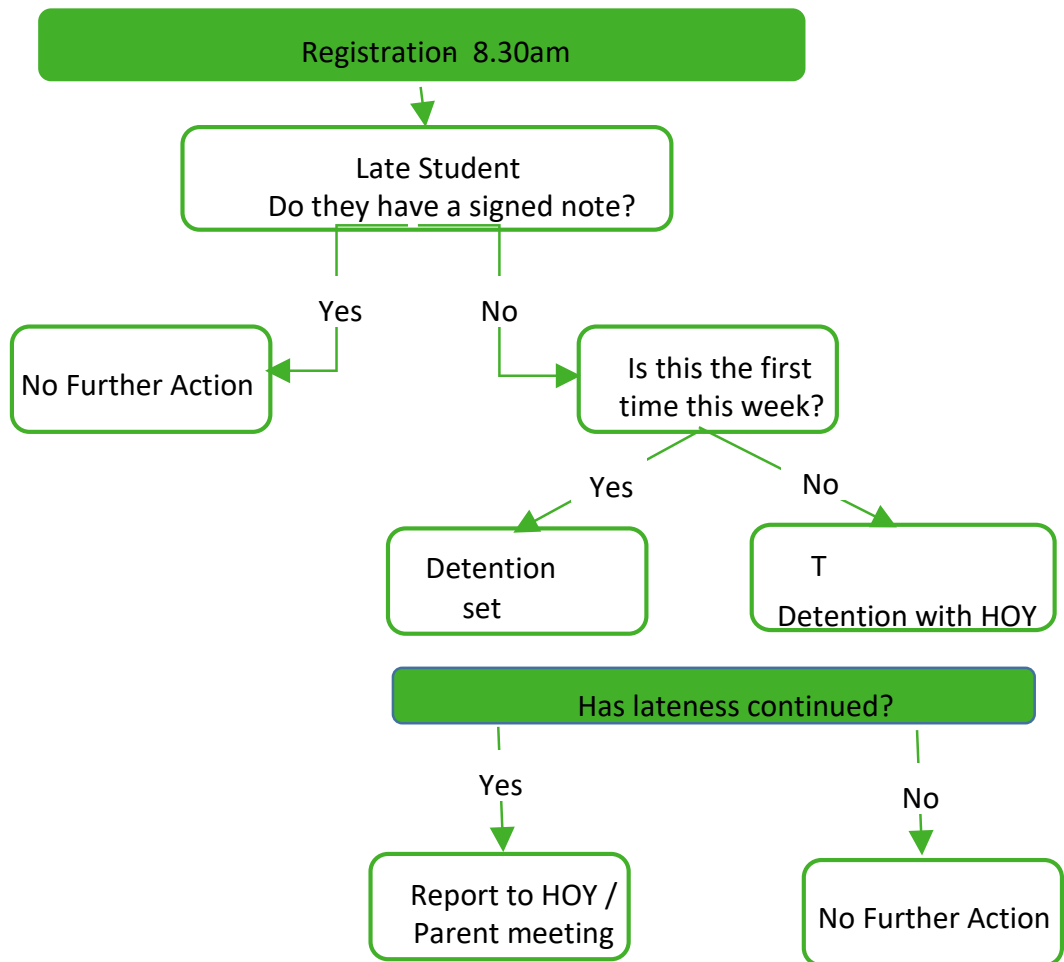 Registration 8.30am
Late Student
Do they have a signed note?
Yes
No
No Further Action
Is this the first
time this week?
Yes
No
Detention
set
T
Detention with HOY
Has lateness continued?
Yes
No
Report to HOY /
Parent meeting
No Further Action